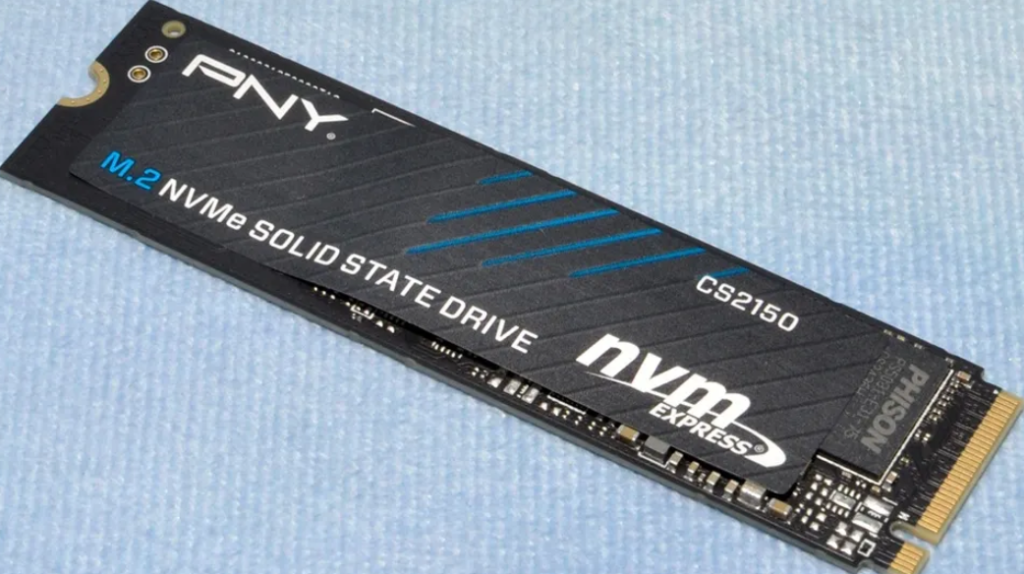 PNY®
M.2 NVMe SOLID STATE DRIVE
CS2150
nvm
EXPRESS®
PHISON